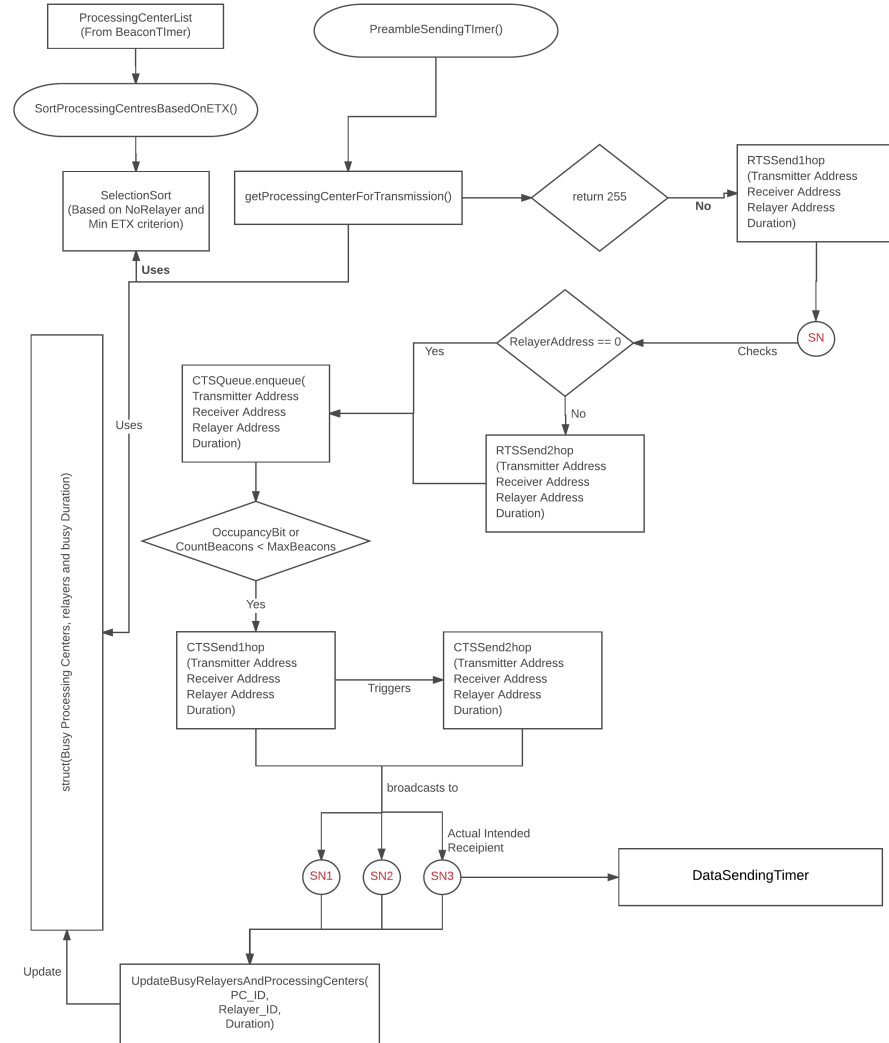 ProcessingCenterList
(From BeaconTImer)
PreambleSendingTImer()
SortProcessingCentresBasedOnETX()
SelectionSort
(Based on NoRelayer and
Min ETX criterion)
getProcessingCenterForTransmission()
return 255
No
RTSSend1hop
(Transmitter Address
Receiver Address
Relayer Address
Duration)
Uses
SN
Checks
RelayerAddress == 0
Yes
No
CTSQueue.enqueue(
Transmitter Address
Receiver Address
Relayer Address
Duration)
Uses
RTSSend2hop
(Transmitter Address
Receiver Address
Relayer Address
Duration)
struct(Busy Processing Centers, relayers and busy Duration)
OccupancyBit or
CountBeacons < MaxBeacons
Yes
CTSSend1hop
(Transmitter Address
Receiver Address
Relayer Address
Duration)
Triggers
CTSSend2hop
(Transmitter Address
Receiver Address
Relayer Address
Duration)
broadcasts to
Actual Intended
Receipient
SN1
SN2
SN3
DataSendingTimer
Update
UpdateBusyRelayersAndProcessingCenters(
PC_ID,
Relayer_ID,
Duration)